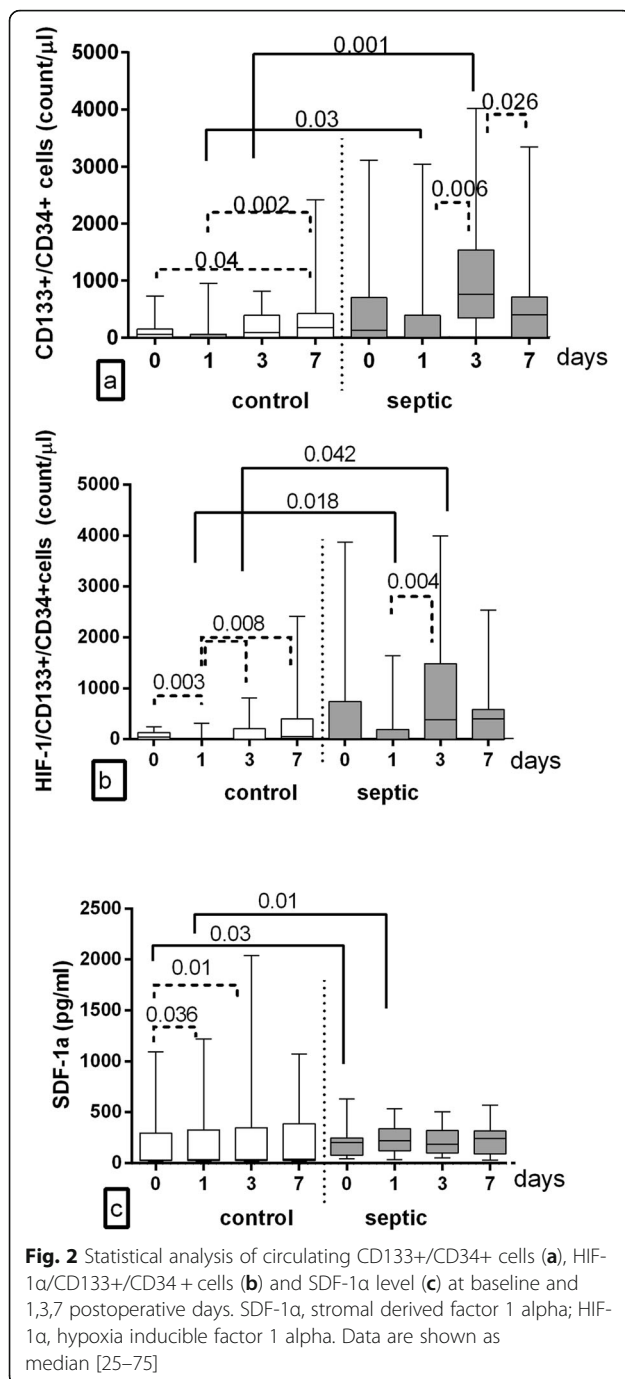 CD133+/CD34+ cells (count/µl)
5000
4000
3000
2000
1000
0
0.001
0.026
0.03
0.006
0.002
0.04
0 1 3 7 0 1 3 7 days
control septic
a
HIF-1/CD133+/CD34+cells (count/µl)
5000
4000
3000
2000
1000
0
0.042
0.018
0.004
0.008
0.003
0 1 3 7 0 1 3 7 days
control septic
b
SDF-1a (pg/ml)
2500
2000
1500
1000
500
0
0.01
0.03
0.01
0.036
0 1 3 7 0 1 3 7 days
control septic
c
Fig. 2 Statistical analysis of circulating CD133+/CD34+ cells (a), HIF-
1α/CD133+/CD34 + cells (b) and SDF-1α level (c) at baseline and
1,3,7 postoperative days. SDF-1α, stromal derived factor 1 alpha; HIF-
1α, hypoxia inducible factor 1 alpha. Data are shown as
median [25–75]